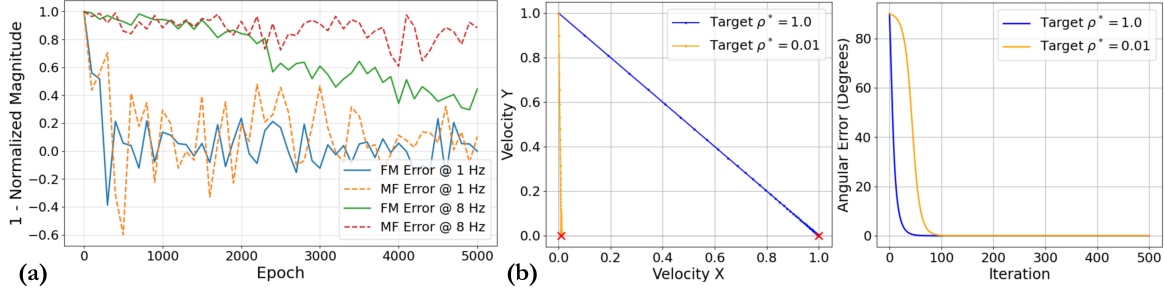 1 - Normalized Magnitude
1.0
0.8
0.6
0.4
0.2
0.0
−0.2
−0.4
−0.6
0
1000
2000
3000
4000
5000
Epoch
FM Error @ 1 Hz
MF Error @ 1 Hz
FM Error @ 8 Hz
MF Error @ 8 Hz
(a)
Velocity Y
1.0
0.8
0.6
0.4
0.2
0.0
0.0
0.2
0.4
0.6
0.8
1.0
Velocity X
Target ρ* = 1.0
Target ρ* = 0.01
(b)
Angular Error (Degrees)
80
60
40
20
0
0
100
200
300
400
500
Iteration
Target ρ* = 1.0
Target ρ* = 0.01